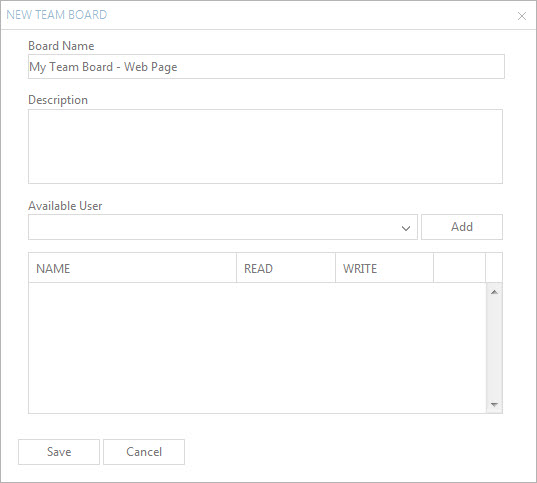 NEW TEAM BOARD
Board Name
My Team Board - Web Page
Description
Available User
Add
NAME READ WRITE
Save Cancel